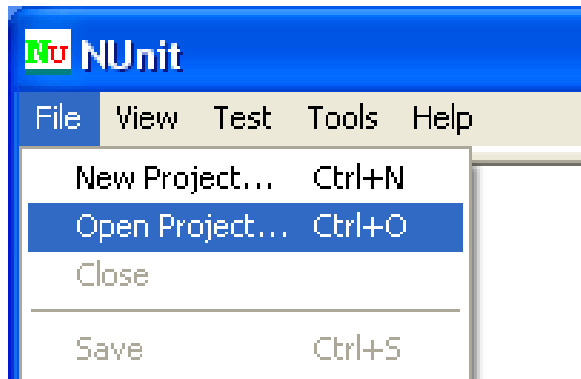 NU NUnit
File View Test Tools Help
New Project... Ctrl+N
Open Project... Ctrl+O
Close
Save Ctrl+S